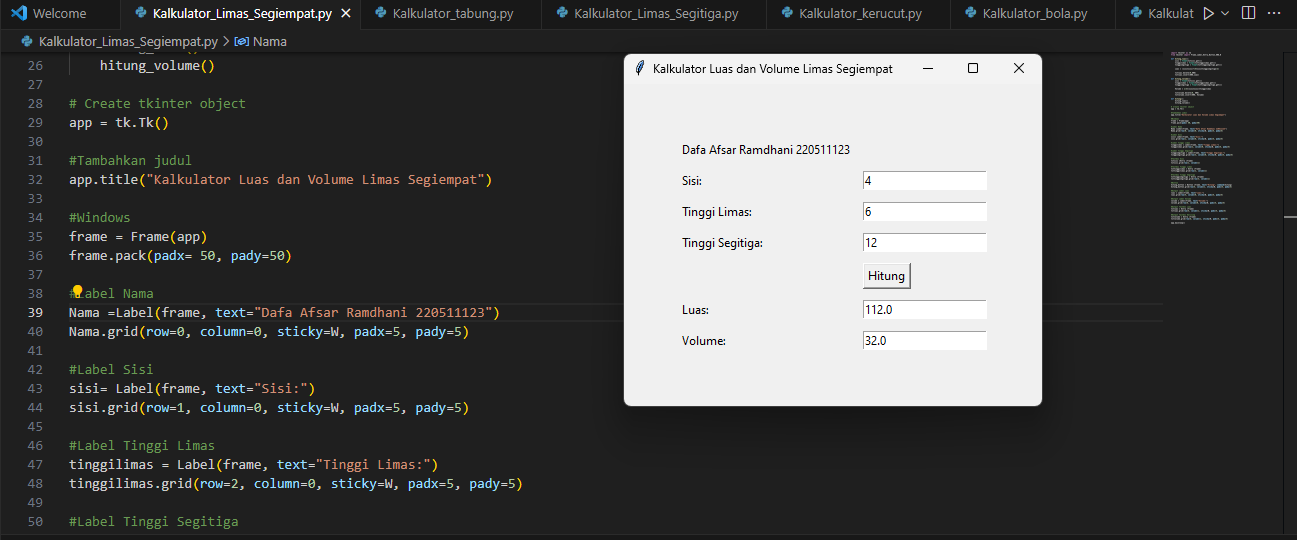 Welcome Kalkulator_Limas_Segiempat.py Kalkulator_tabung.py Kalkulator_Limas_Segitiga.py Kalkulator_kerucut.py Kalkulator_bola.py Kalkulat
Kalkulator_Limas_Segiempat.py > Nama
26 hitung_volume()
27
28 # Create tkinter object
29 app = tk.Tk()
30
31 #Tambahkan judul
32 app.title("Kalkulator Luas dan Volume Limas Segiempat")
33
34 #Windows
35 frame = Frame(app)
36 frame.pack(padx= 50, pady=50)
37
38 #Label Nama
39 Nama =Label(frame, text="Dafa Afsar Ramdhani 220511123")
40 Nama.grid(row=0, column=0, sticky=W, padx=5, pady=5)
41
42 #Label Sisi
43 sisi= Label(frame, text="Sisi:")
44 sisi.grid(row=1, column=0, sticky=W, padx=5, pady=5)
45
46 #Label Tinggi Limas
47 tinggilimas = Label(frame, text="Tinggi Limas:")
48 tinggilimas.grid(row=2, column=0, sticky=W, padx=5, pady=5)
49
50 #Label Tinggi Segitiga
Kalkulator Luas dan Volume Limas Segiempat
Dafa Afsar Ramdhani 220511123
Sisi: 4
Tinggi Limas: 6
Tinggi Segitiga: 12
Hitung
Luas: 112.0
Volume: 32.0